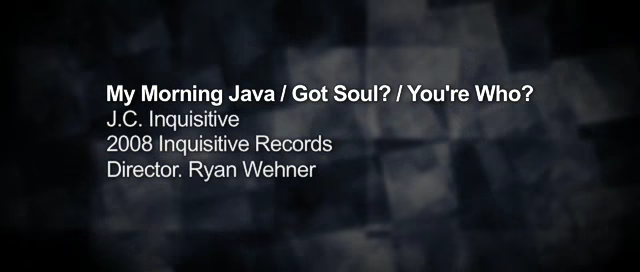 My Morning Java / Got Soul? / You're Who?
J.C. Inquisitive
2008 Inquisitive Records
Director. Ryan Wehner